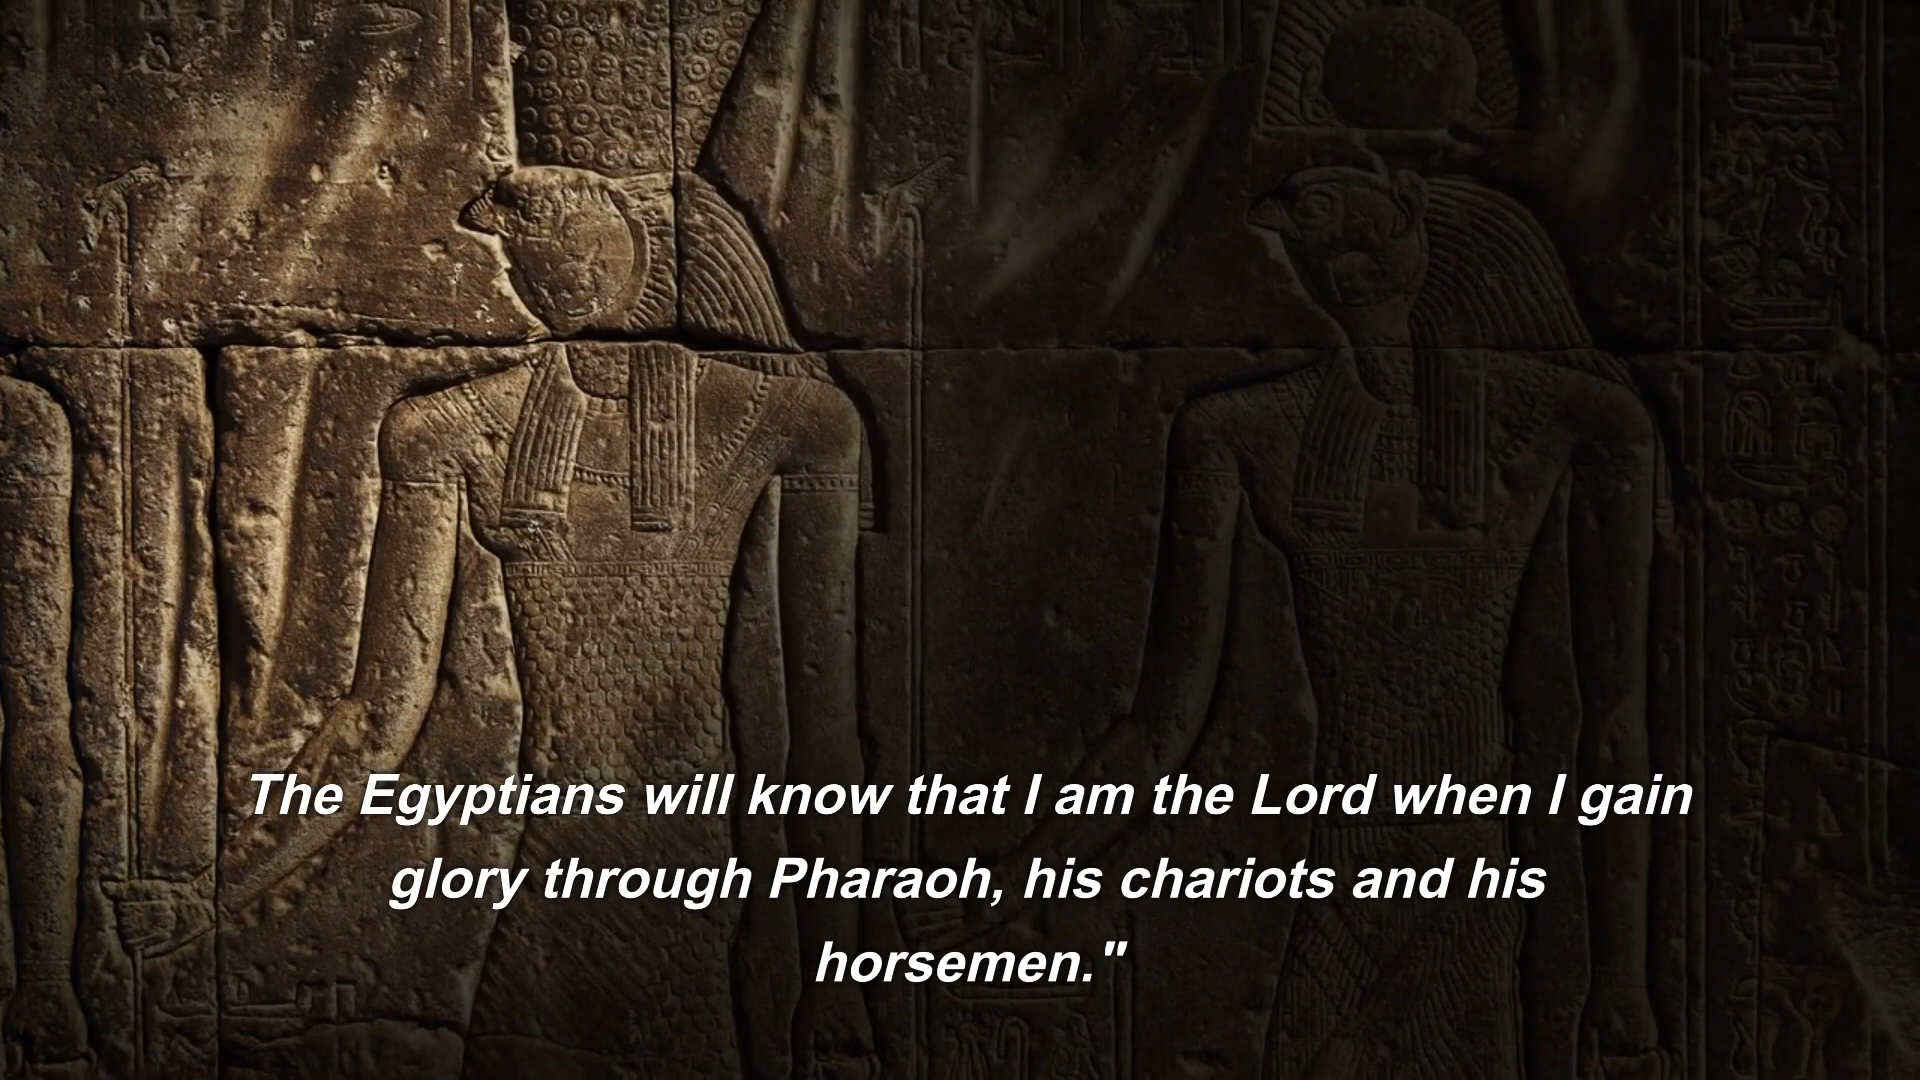 The Egyptians will know that I am the Lord when I gain
glory through Pharaoh, his chariots and his
horsemen."